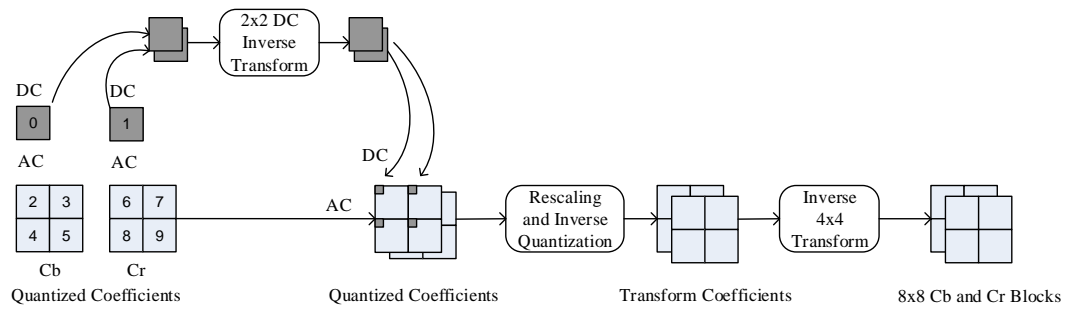 2x2 DC
Inverse
Transform
DC
DC
0
1
AC
AC
DC
2 3
6 7
4 5
8 9
AC
Rescaling
and Inverse
Quantization
Inverse
4x4
Transform
Cb
Cr
Quantized Coefficients
Quantized Coefficients
Transform Coefficients
8x8 Cb and Cr Blocks